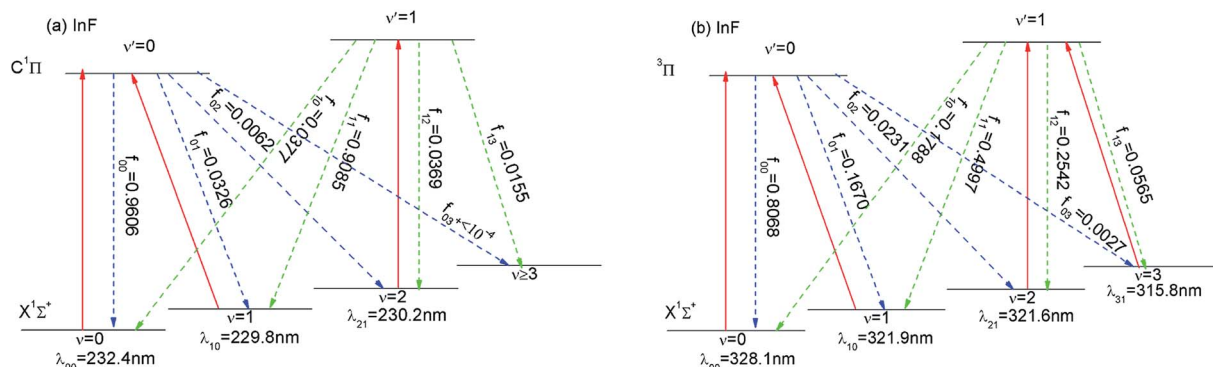 (a) InF
ν'=1
ν'=0
C¹Π
f₀₀=0.9606
f₀₁=0.0326
f₀₂=0.0062
f₁₀=0.0377
f₁₁=0.9085
f₁₂=0.0369
f₁₃=0.0155
f₀₃₊<10⁻⁴
ν≥3
ν=2
λ₂₁=230.2nm
ν=1
λ₁₀=229.8nm
X¹Σ⁺
ν=0
λ₀₀=232.4nm
(b) InF
ν'=1
ν'=0
³Π
f₀₀=0.8068
f₀₁=0.1670
f₀₂=0.0231
f₁₀=0.1788
f₁₁=0.4997
f₁₂=0.2542
f₁₃=0.0565
f₀₃=0.0027
ν=3
λ₃₁=315.8nm
ν=2
λ₂₁=321.6nm
ν=1
λ₁₀=321.9nm
X¹Σ⁺
ν=0
λ₀₀=328.1nm